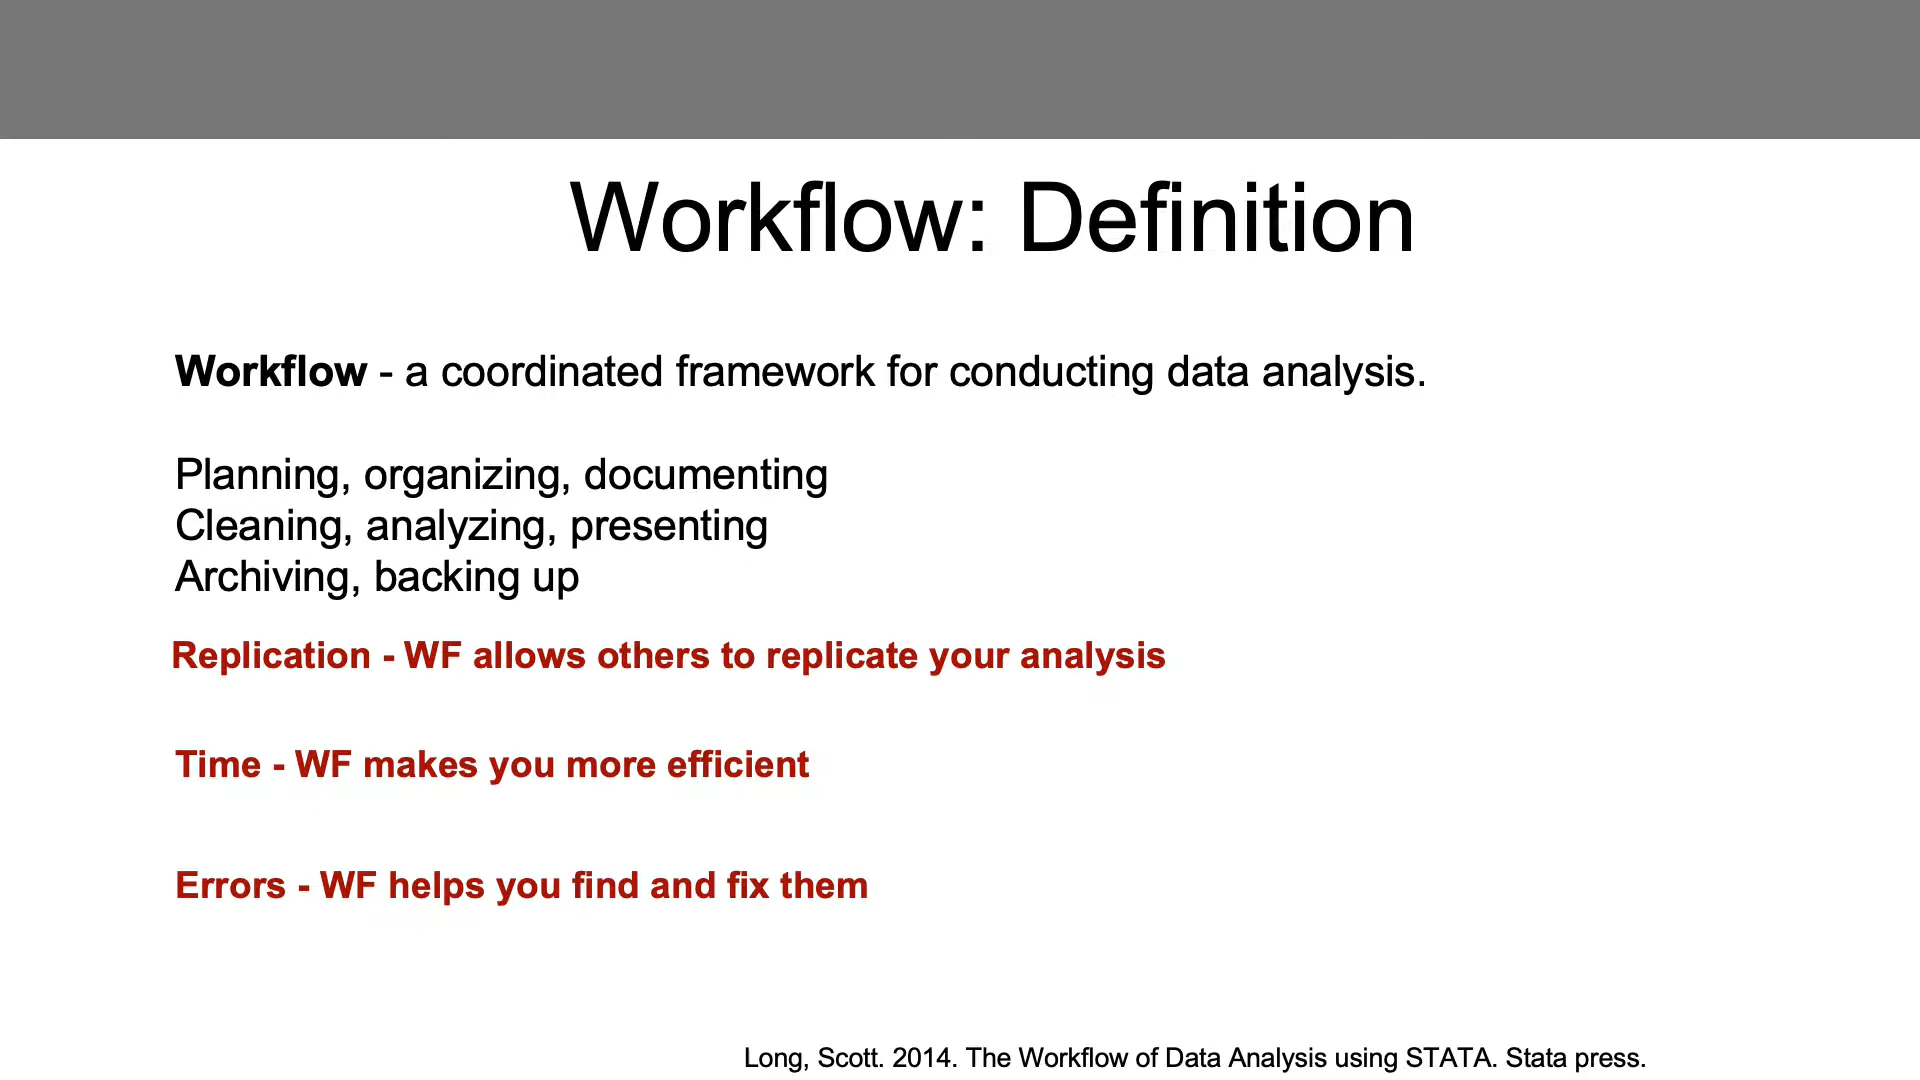 Workflow: Definition
Workflow - a coordinated framework for conducting data analysis.
Planning, organizing, documenting
Cleaning, analyzing, presenting
Archiving, backing up
Replication - WF allows others to replicate your analysis
Time - WF makes you more efficient
Errors - WF helps you find and fix them
Long, Scott. 2014. The Workflow of Data Analysis using STATA. Stata press.